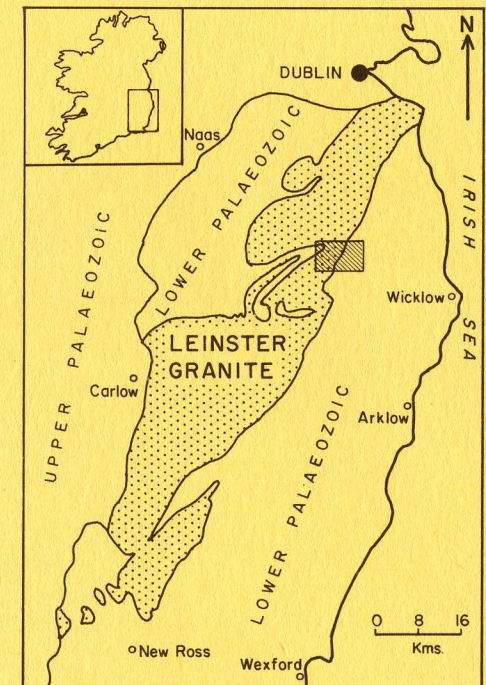 N
DUBLIN
Naas
LOWER PALAEOZOIC
IRISH SEA
UPPER PALAEOZOIC
Wicklow
LEINSTER
GRANITE
Carlow
Arklow
LOWER PALAEOZOIC
0 8 16
Kms.
New Ross
Wexford